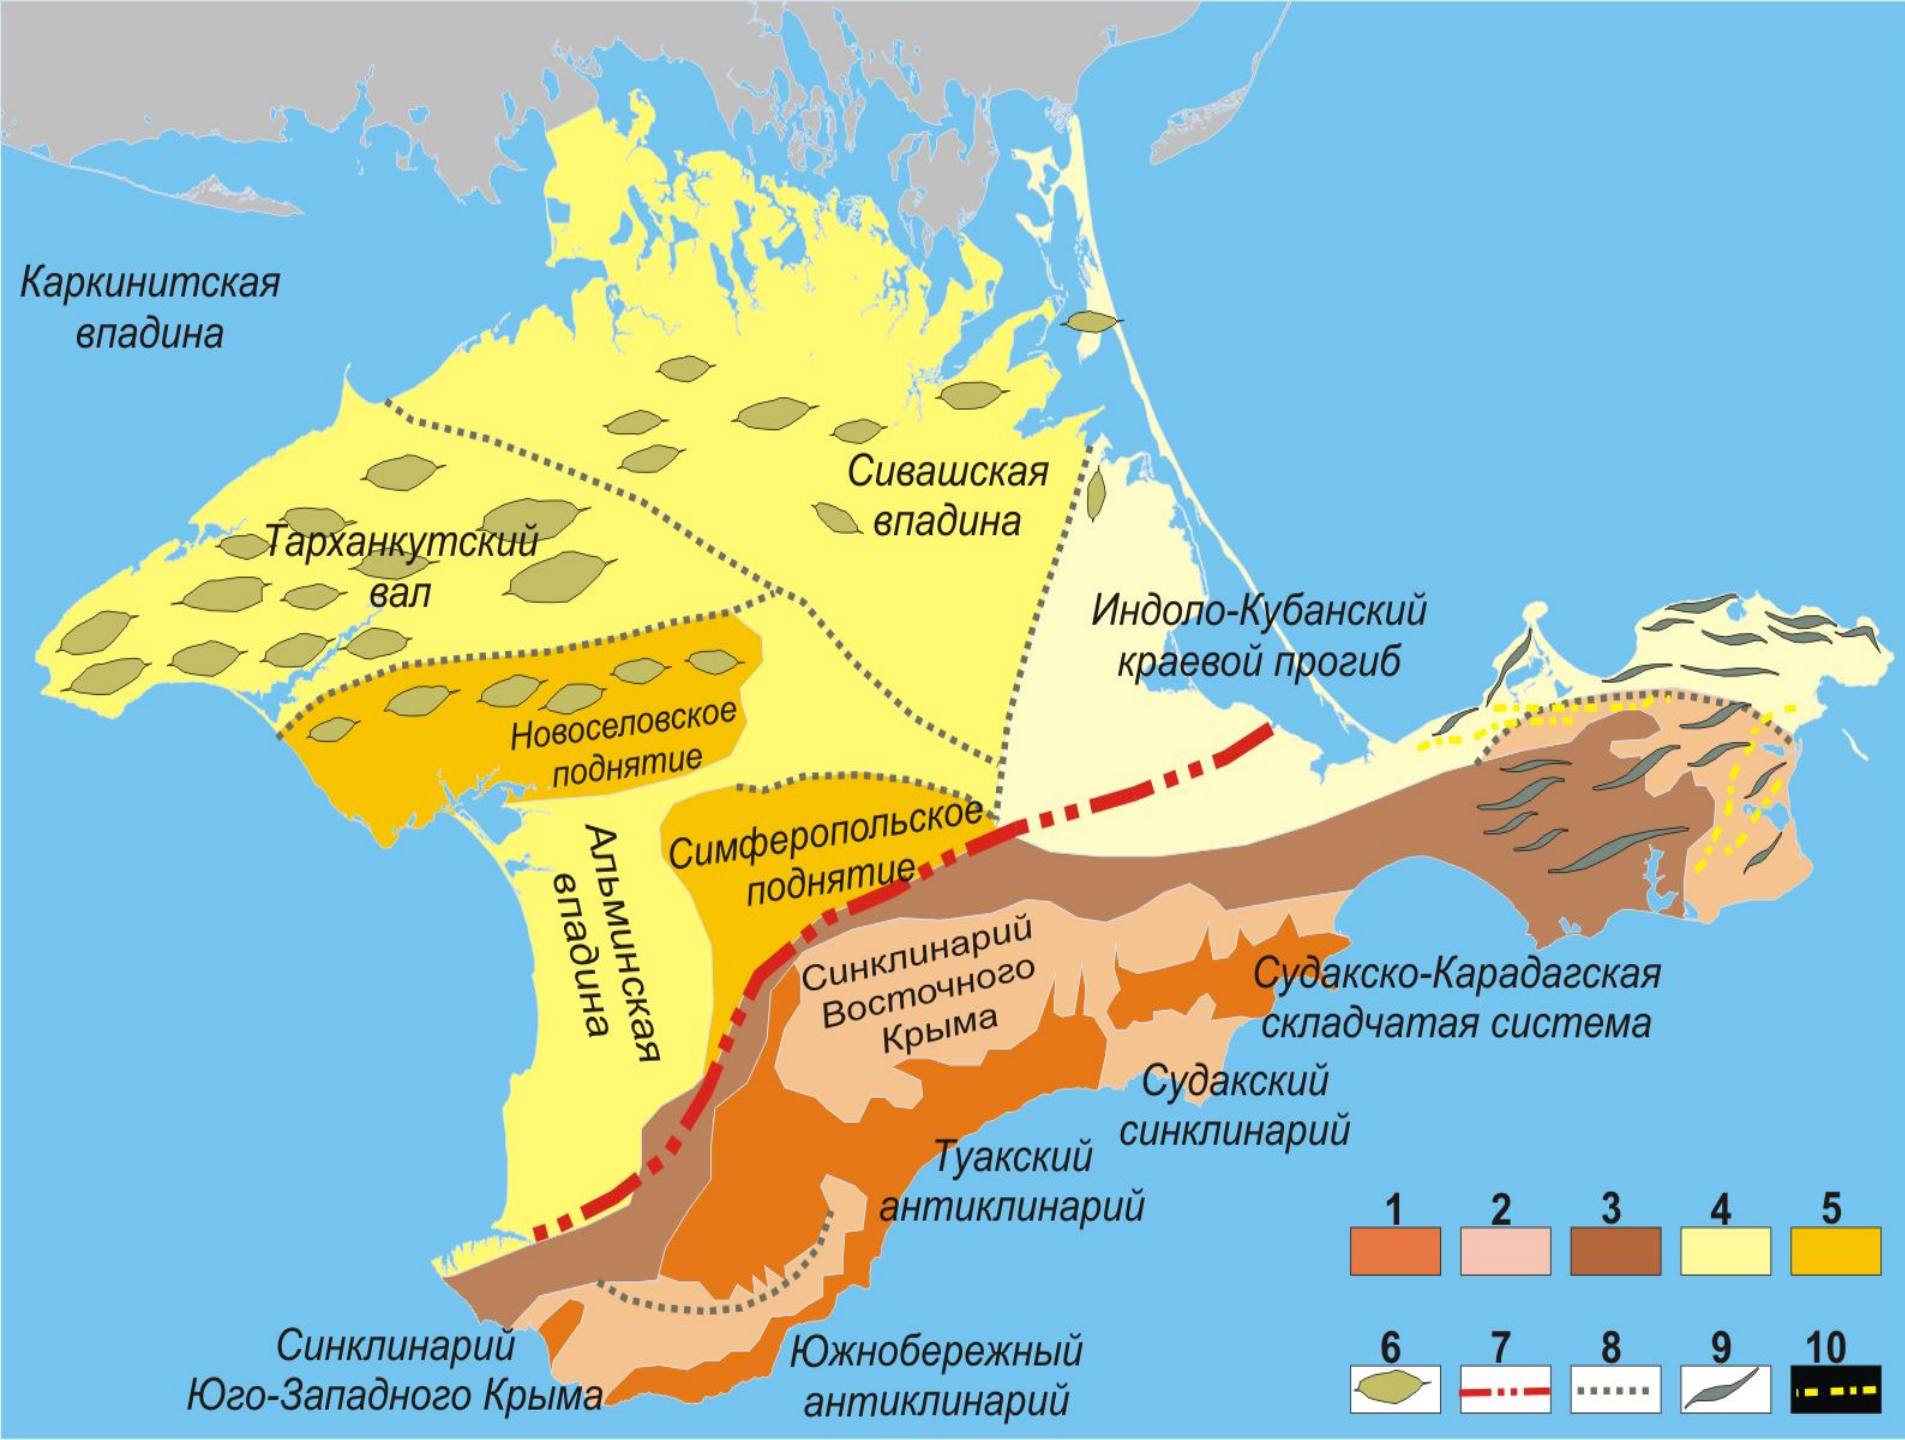 Каркинитская
впадина
Сивашская
впадина
Тарханкутский
вал
Индоло-Кубанский
краевой прогиб
Новоселовское
поднятие
Симферопольское
поднятие
Альминская
впадина
Синклинарий
Восточного
Крыма
Судакско-Карадагская
складчатая система
Судакский
синклинарий
Туакский
антиклинарий
Южнобережный
антиклинарий
Синклинарий
Юго-Западного Крыма
1 2 3 4 5
6 7 8 9 10